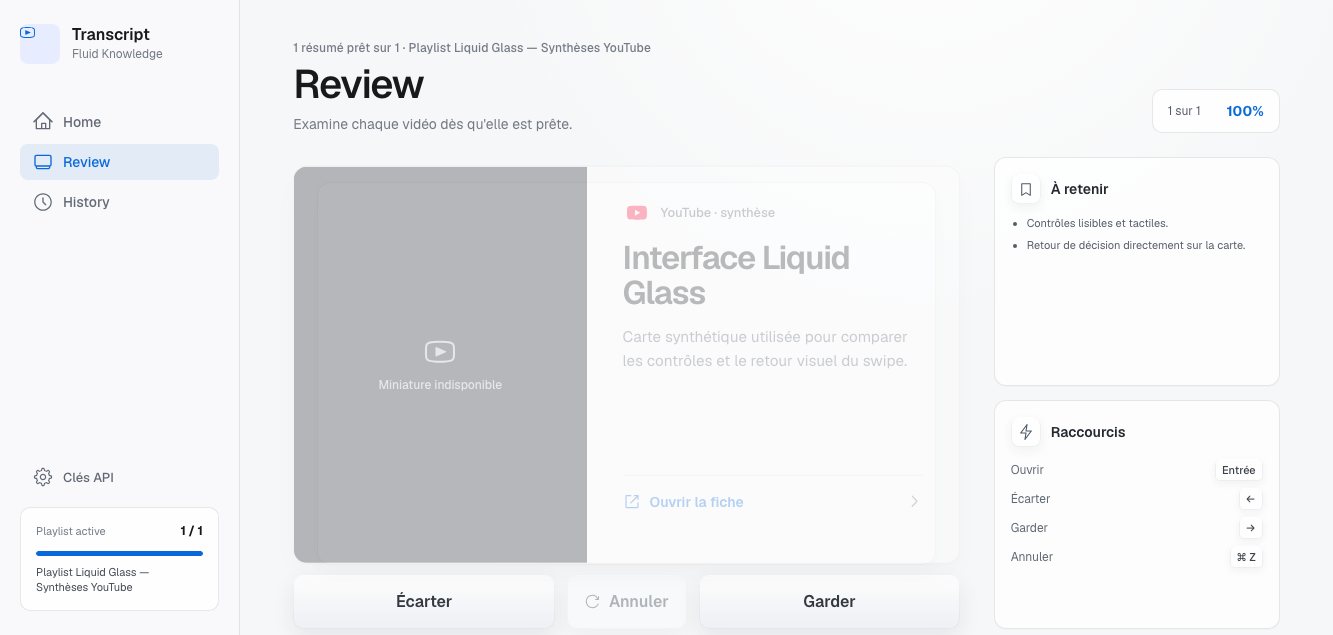 Transcript
Fluid Knowledge
Home
Review
History
Clés API
Playlist active
1 / 1
Playlist Liquid Glass —
Synthèses YouTube
1 résumé prêt sur 1 · Playlist Liquid Glass — Synthèses YouTube
Review
Examine chaque vidéo dès qu'elle est prête.
1 sur 1
100%
Miniature indisponible
YouTube · synthèse
Interface Liquid
Glass
Carte synthétique utilisée pour comparer
les contrôles et le retour visuel du swipe.
Ouvrir la fiche
Écarter
Annuler
Garder
À retenir
• Contrôles lisibles et tactiles.
• Retour de décision directement sur la carte.
Raccourcis
Ouvrir
Entrée
Écarter
←
Garder
→
Annuler
⌘ Z